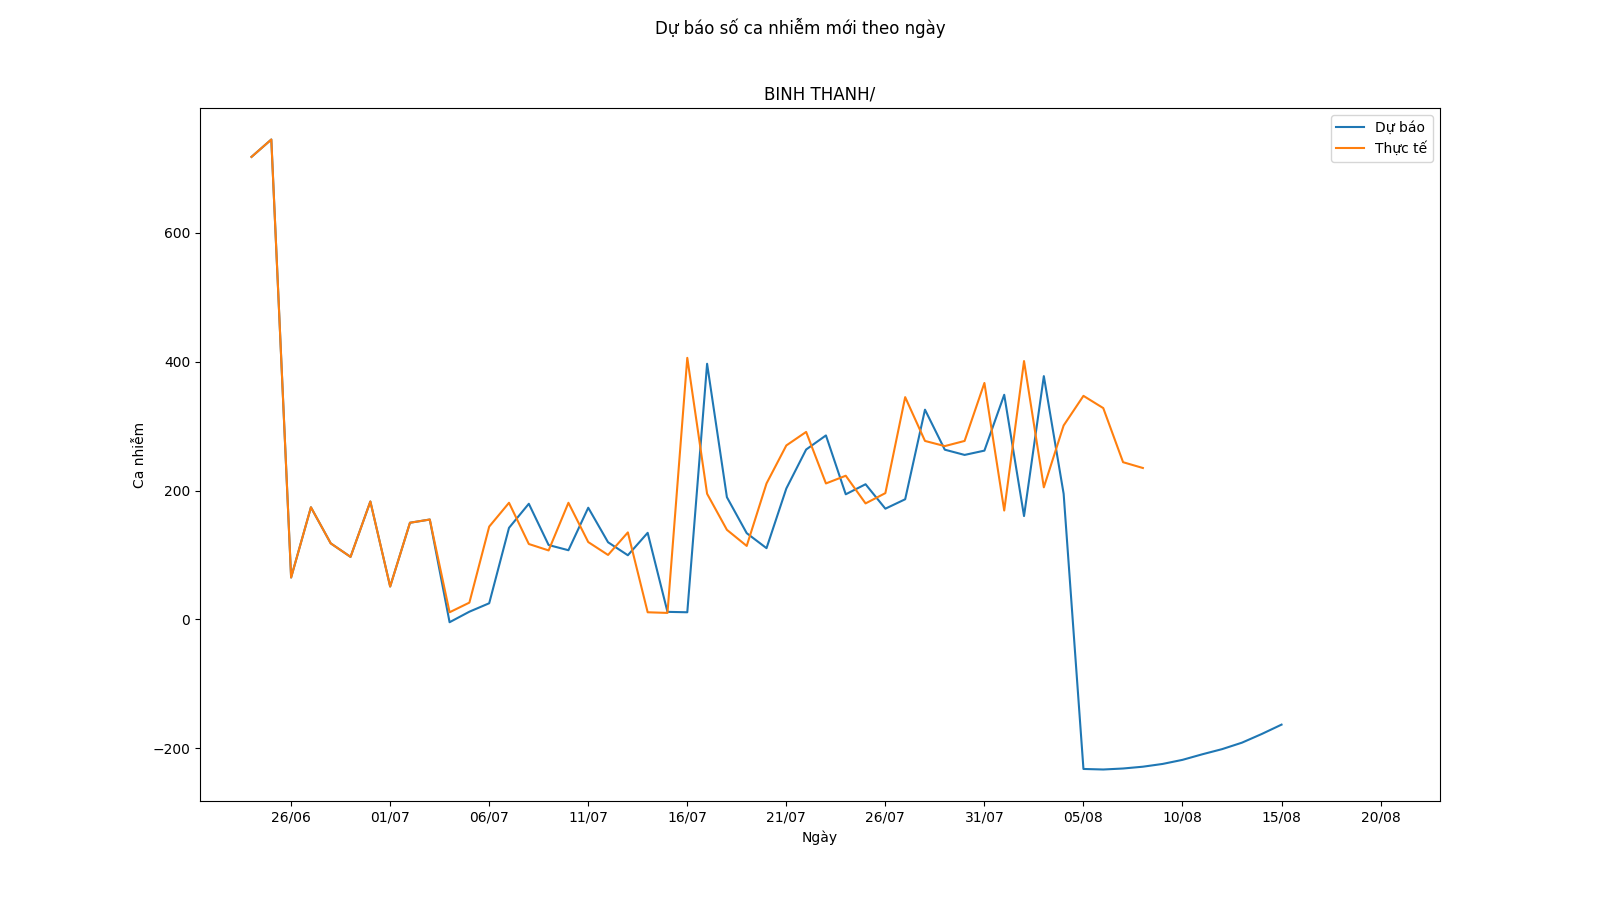 Dự báo số ca nhiễm mới theo ngày
BINH THANH/
Dự báo
Thực tế
600
400
200
0
−200
Ca nhiễm
26/06 01/07 06/07 11/07 16/07 21/07 26/07 31/07 05/08 10/08 15/08 20/08
Ngày